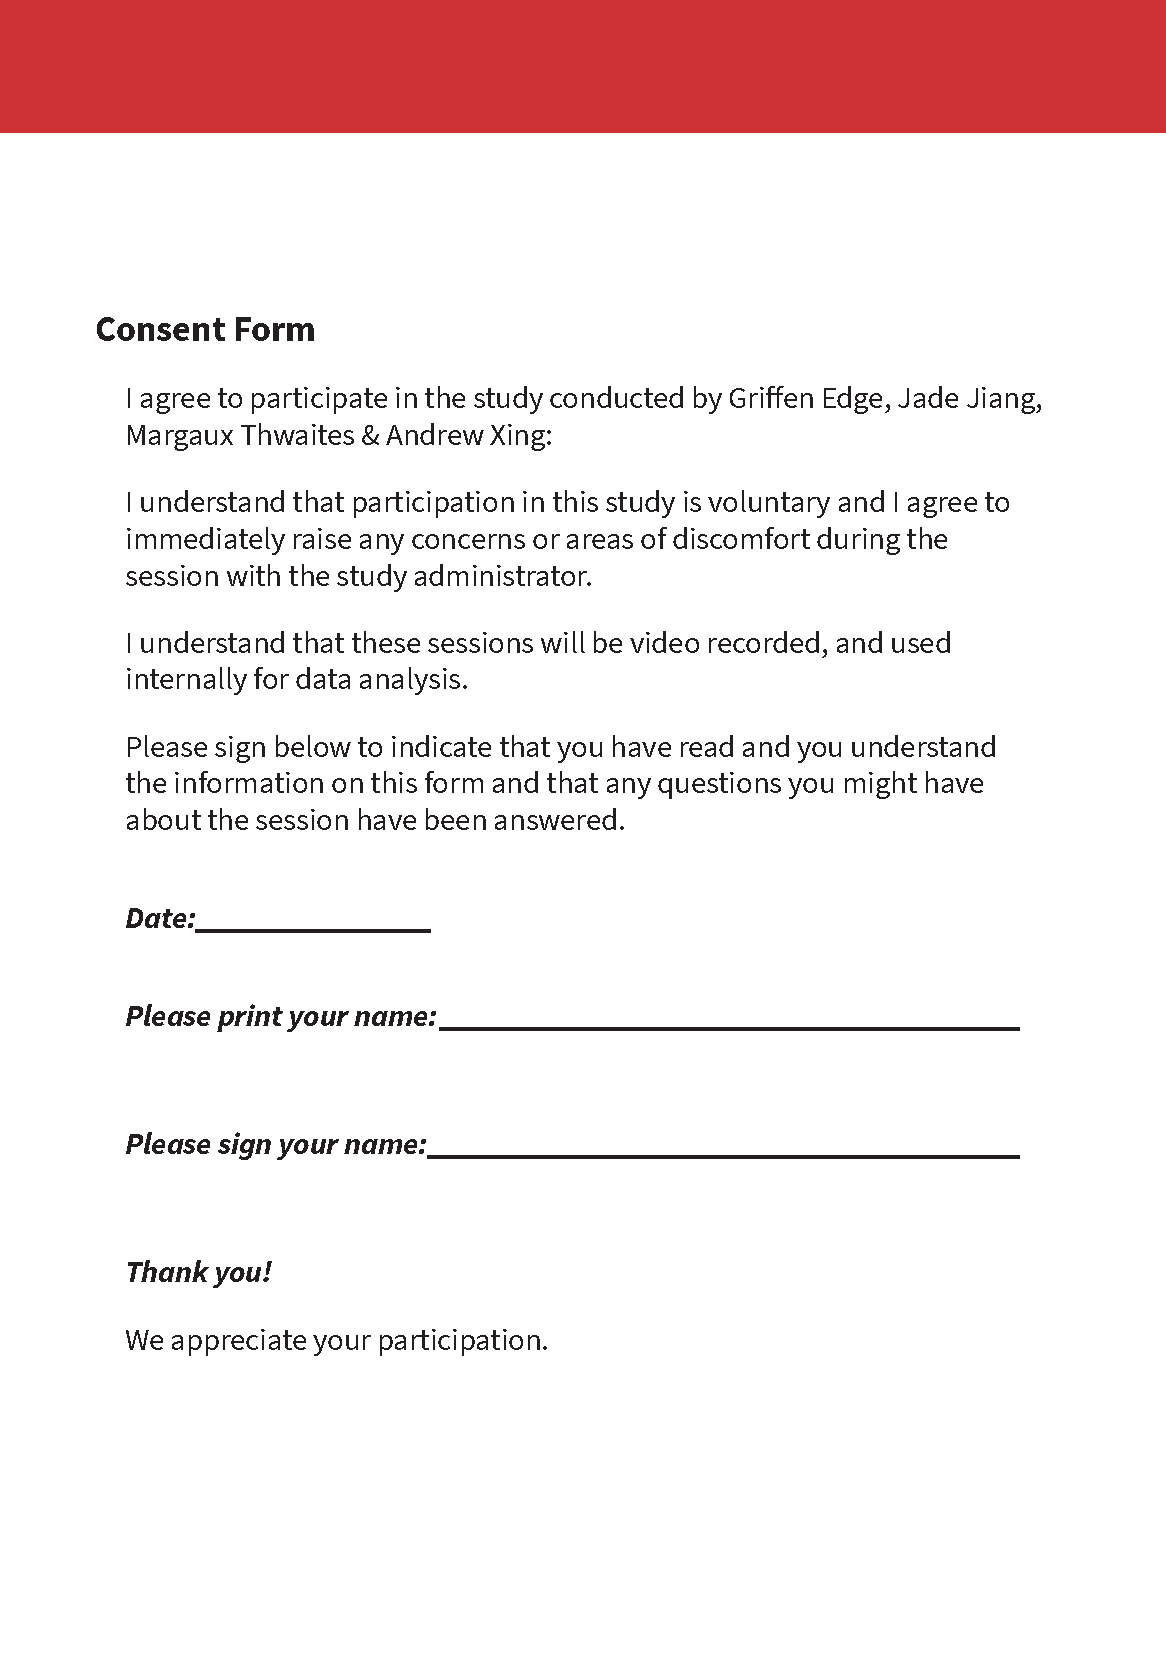 Consent Form
I agree to participate in the study conducted by Griffen Edge, Jade Jiang,
Margaux Thwaites & Andrew Xing:
I understand that participation in this study is voluntary and I agree to
immediately raise any concerns or areas of discomfort during the
session with the study administrator.
I understand that these sessions will be video recorded, and used
internally for data analysis.
Please sign below to indicate that you have read and you understand
the information on this form and that any questions you might have
about the session have been answered.
Date:
Please print your name:
Please sign your name:
Thank you!
We appreciate your participation.